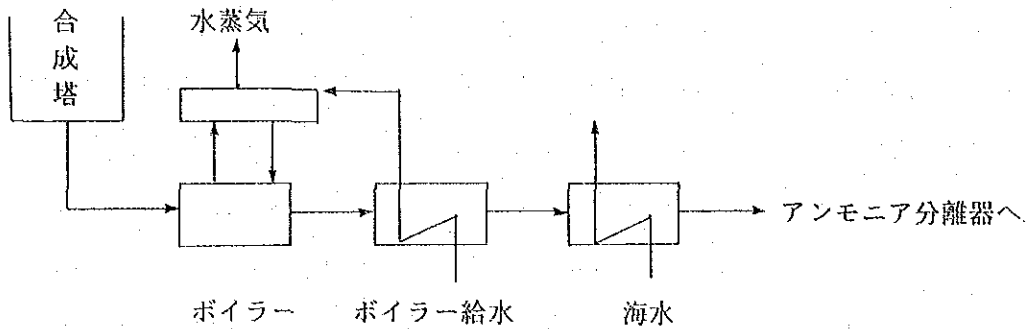 合成塔
水蒸気
アンモニア分離器へ
ボイラー
ボイラー給水
海水